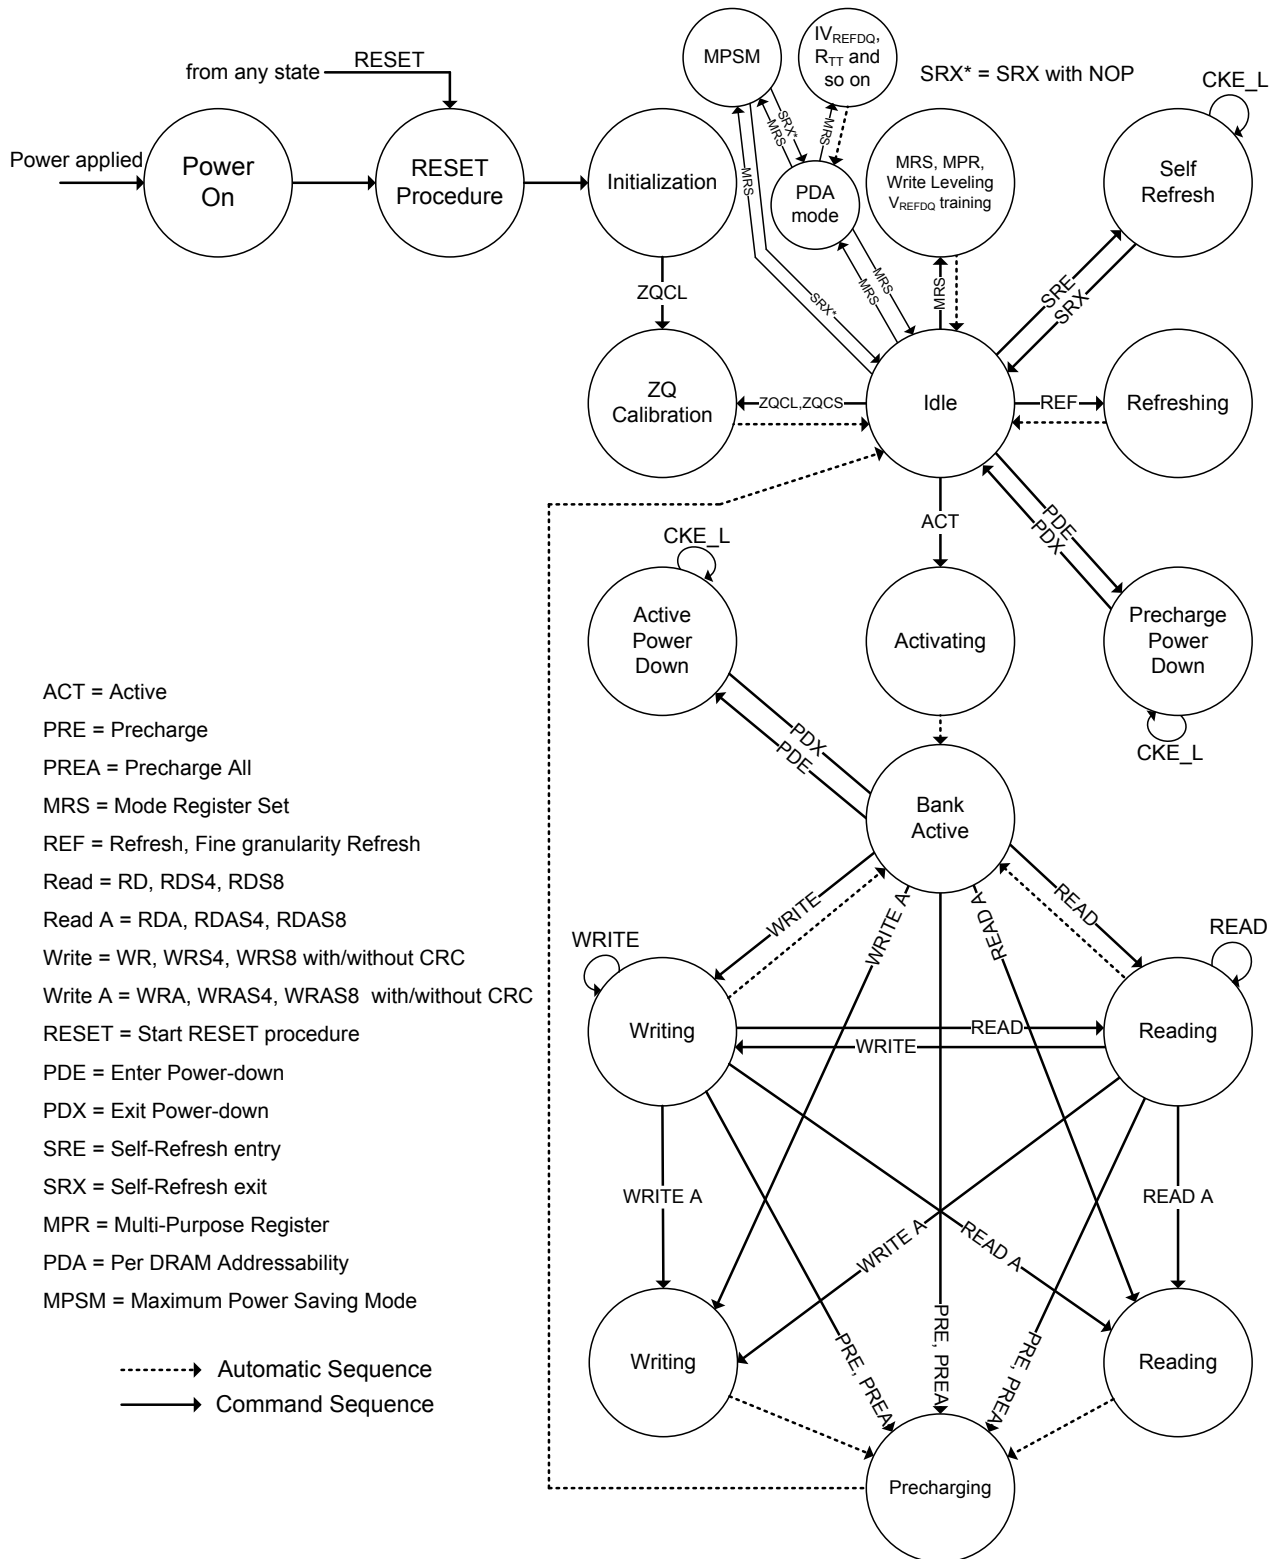 IV_REFDQ,
R_TT and
so on
MPSM
SRX* = SRX with NOP
from any state
RESET
CKE_L
Power applied
Power
On
RESET
Procedure
Initialization
SRX*
MRS
MRS
PDA
mode
MRS, MPR,
Write Leveling
V_REFDQ training
Self
Refresh
MRS
SRX*
MRS
MRS
MRS
SRE
SRX
ZQCL
ZQ
Calibration
ZQCL,ZQCS
Idle
REF
Refreshing
ACT
PDE
PDX
CKE_L
Active
Power
Down
Activating
Precharge
Power
Down
CKE_L
PDX
PDE
Bank
Active
ACT = Active
PRE = Precharge
PREA = Precharge All
MRS = Mode Register Set
REF = Refresh, Fine granularity Refresh
Read = RD, RDS4, RDS8
Read A = RDA, RDAS4, RDAS8
Write = WR, WRS4, WRS8 with/without CRC
Write A = WRA, WRAS4, WRAS8 with/without CRC
RESET = Start RESET procedure
PDE = Enter Power-down
PDX = Exit Power-down
SRE = Self-Refresh entry
SRX = Self-Refresh exit
MPR = Multi-Purpose Register
PDA = Per DRAM Addressability
MPSM = Maximum Power Saving Mode
Automatic Sequence
Command Sequence
WRITE
WRITE A
READ A
READ
WRITE
READ
Writing
READ
WRITE
Reading
WRITE A
READ A
WRITE A
READ A
Writing
Reading
PRE, PREA
PRE, PREA
PRE, PREA
Precharging